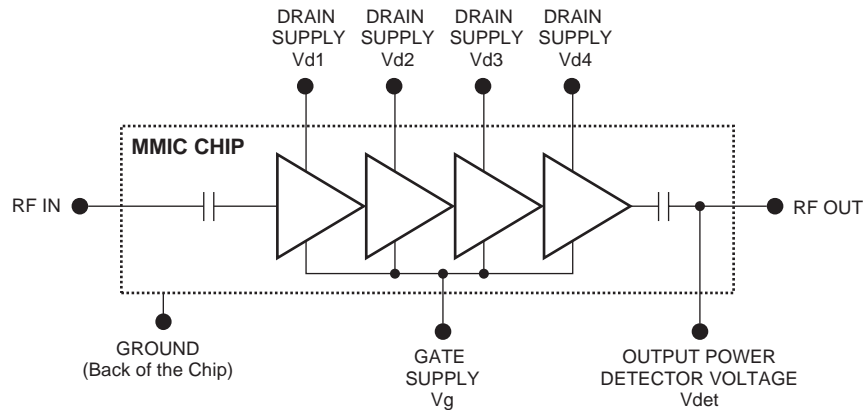 DRAIN
SUPPLY
Vd1
DRAIN
SUPPLY
Vd2
DRAIN
SUPPLY
Vd3
DRAIN
SUPPLY
Vd4
MMIC CHIP
RF IN
RF OUT
GROUND
(Back of the Chip)
GATE
SUPPLY
Vg
OUTPUT POWER
DETECTOR VOLTAGE
Vdet